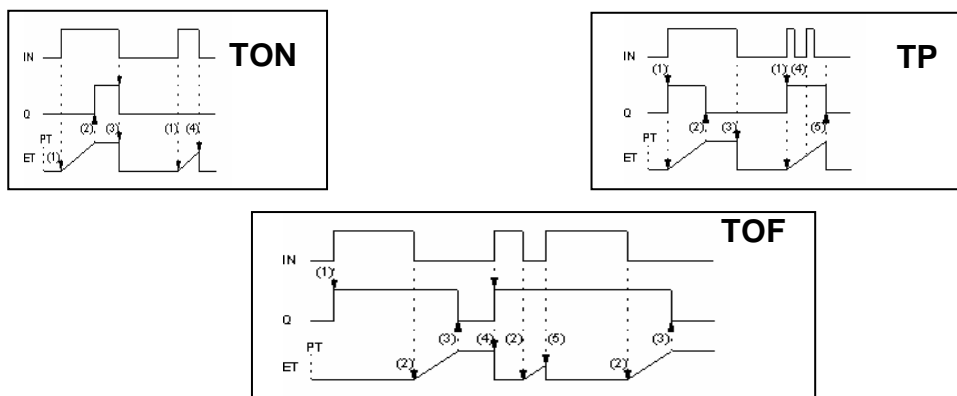 TON
IN
Q
(2) (3) (1) (4)
PT
(1)
ET
TP
IN
(1) (1) (4)
Q
(2) (3) (5)
PT
ET
TOF
IN
(1)
Q
(3) (4) (2) (5) (3)
PT
(2) (2)
ET